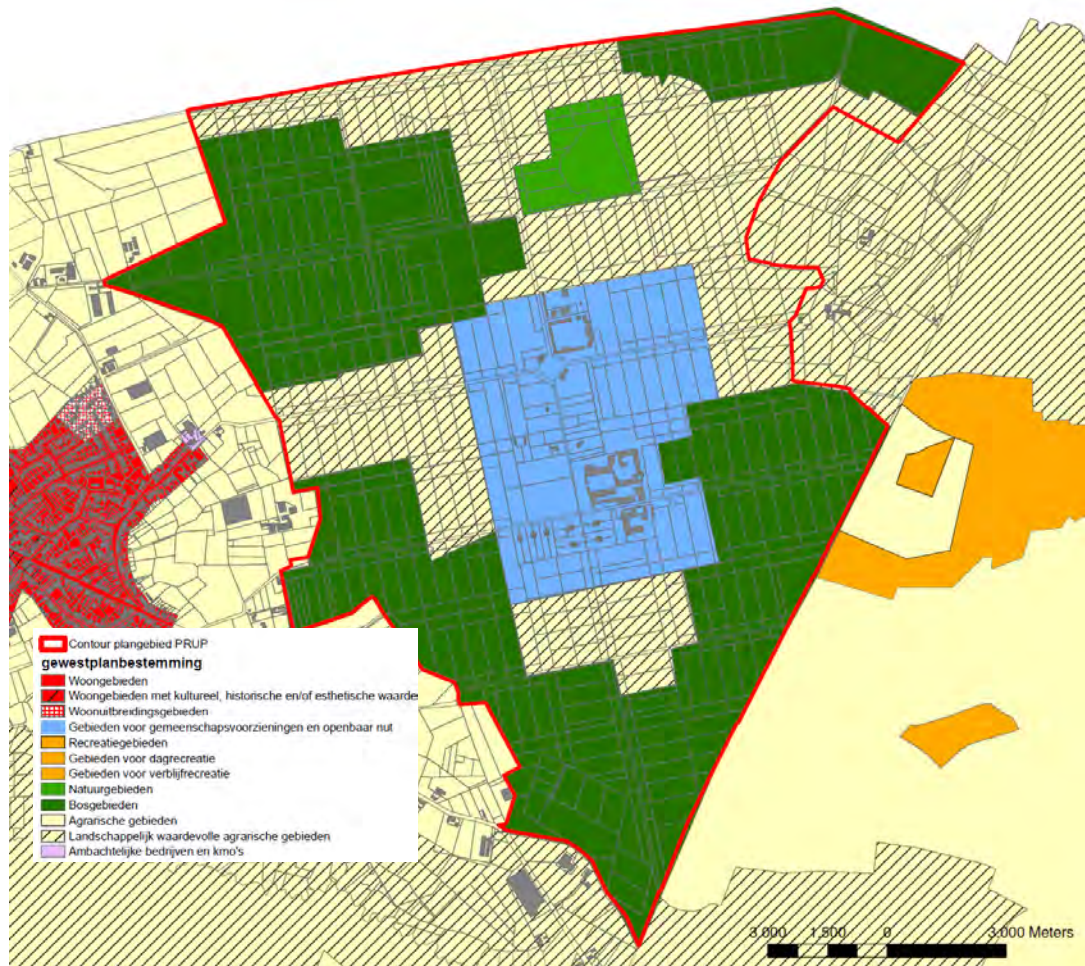 Contour plangebied PRUP
gewestplanbestemming
Woongebieden
Woongebieden met kultureel, historische en/of esthetische waarde
Woonuitbreidingsgebieden
Gebieden voor gemeenschapsvoorzieningen en openbaar nut
Recreatiegebieden
Gebieden voor dagrecreatie
Gebieden voor verblijfrecreatie
Natuurgebieden
Bosgebieden
Agrarische gebieden
Landschappelijk waardevolle agrarische gebieden
Ambachtelijke bedrijven en kmo's
3.000 1.500 0 3.000 Meters